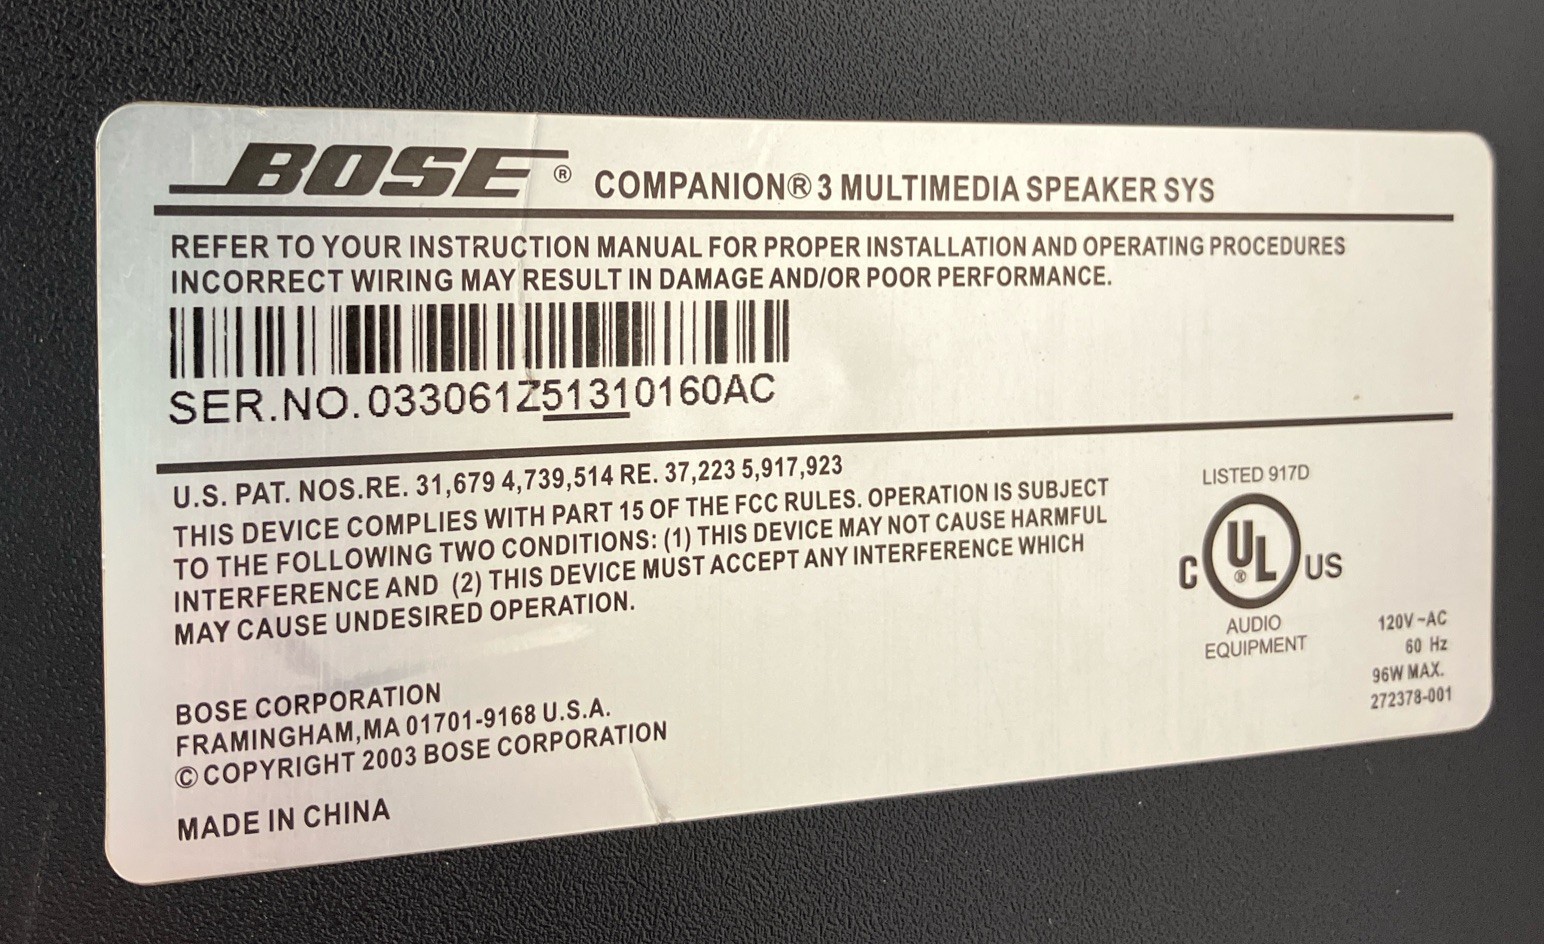 BOSE® COMPANION® 3 MULTIMEDIA SPEAKER SYS
REFER TO YOUR INSTRUCTION MANUAL FOR PROPER INSTALLATION AND OPERATING PROCEDURES
INCORRECT WIRING MAY RESULT IN DAMAGE AND/OR POOR PERFORMANCE.
SER.NO.033061Z51310160AC
U.S. PAT. NOS.RE. 31,679 4,739,514 RE. 37,223 5,917,923
THIS DEVICE COMPLIES WITH PART 15 OF THE FCC RULES. OPERATION IS SUBJECT
TO THE FOLLOWING TWO CONDITIONS: (1) THIS DEVICE MAY NOT CAUSE HARMFUL
INTERFERENCE AND (2) THIS DEVICE MUST ACCEPT ANY INTERFERENCE WHICH
MAY CAUSE UNDESIRED OPERATION.
BOSE CORPORATION
FRAMINGHAM,MA 01701-9168 U.S.A.
© COPYRIGHT 2003 BOSE CORPORATION
MADE IN CHINA
LISTED 917D
C UL® US
AUDIO
EQUIPMENT
120V ~AC
60 Hz
96W MAX.
272378-001